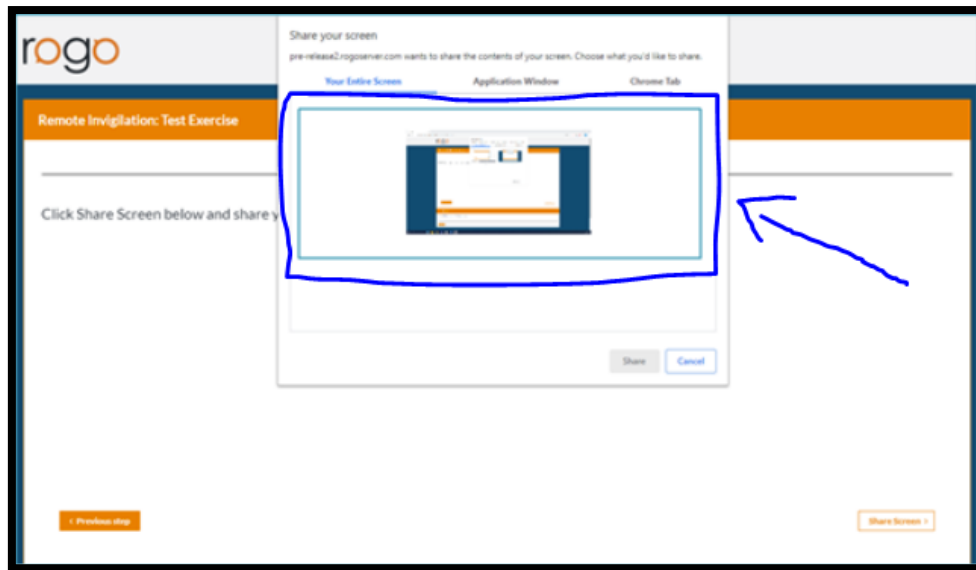 rogo
Share your screen
pre-release2.rogoserver.com wants to share the contents of your screen. Choose what you'd like to share.
Your Entire Screen Application Window Chrome Tab
Remote Invigilation: Test Exercise
Click Share Screen below and share y
Share Cancel
< Previous step
Share Screen >